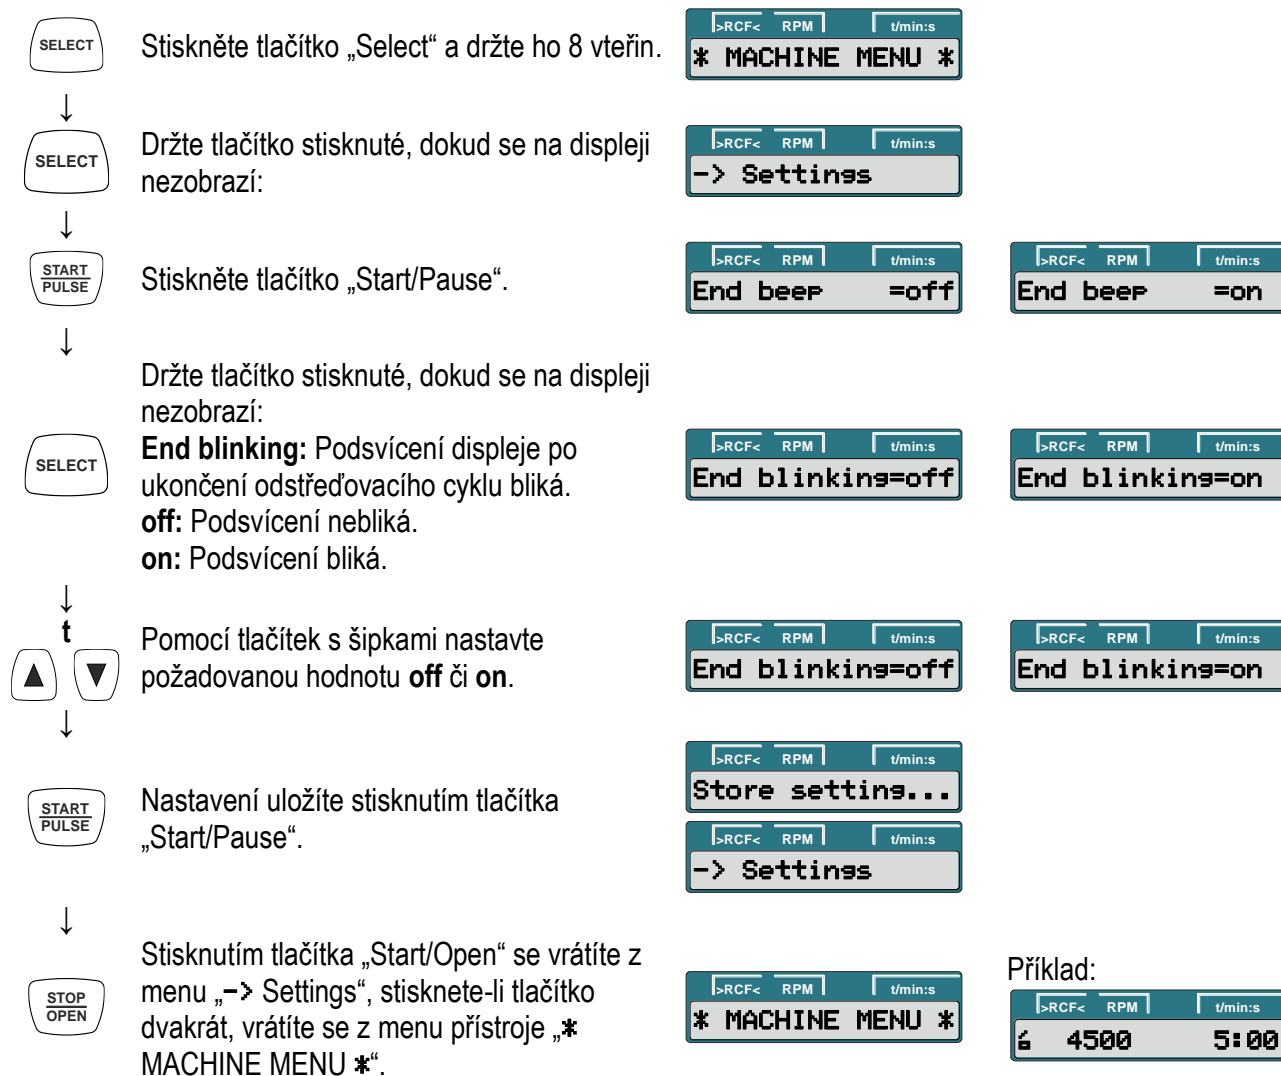 SELECT
Stiskněte tlačítko „Select“ a držte ho 8 vteřin.
>RCF< RPM t/min:s
* MACHINE MENU *
↓
SELECT
Držte tlačítko stisknuté, dokud se na displeji
nezobrazí:
>RCF< RPM t/min:s
-> Settings
↓
START
PULSE
Stiskněte tlačítko „Start/Pause“.
>RCF< RPM t/min:s
End beep =off
>RCF< RPM t/min:s
End beep =on
↓
SELECT
Držte tlačítko stisknuté, dokud se na displeji
nezobrazí:
End blinking: Podsvícení displeje po
ukončení odstřeďovacího cyklu bliká.
off: Podsvícení nebliká.
on: Podsvícení bliká.
>RCF< RPM t/min:s
End blinking=off
>RCF< RPM t/min:s
End blinking=on
↓
t
▲ ▼
Pomocí tlačítek s šipkami nastavte
požadovanou hodnotu off či on.
>RCF< RPM t/min:s
End blinking=off
>RCF< RPM t/min:s
End blinking=on
↓
START
PULSE
Nastavení uložíte stisknutím tlačítka
„Start/Pause“.
>RCF< RPM t/min:s
Store setting...
>RCF< RPM t/min:s
-> Settings
↓
STOP
OPEN
Stisknutím tlačítka „Start/Open“ se vrátíte z
menu „-> Settings“, stisknete-li tlačítko
dvakrát, vrátíte se z menu přístroje „*
MACHINE MENU *“.
>RCF< RPM t/min:s
* MACHINE MENU *
Příklad:
>RCF< RPM t/min:s
4500 5:00